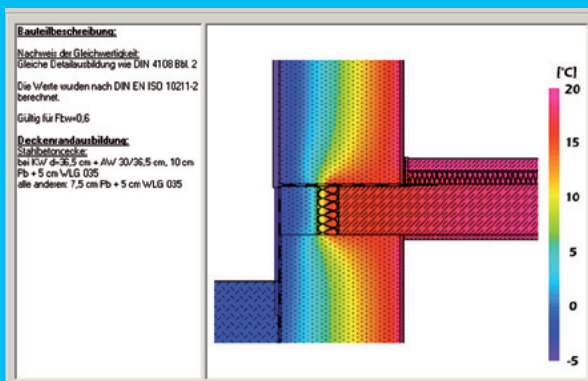 Bauteilbeschreibung:
Nachweis der Gleichwertigkeit:
Gleiche Detailausbildung wie DIN 4108 Bbl. 2
Die Werte wurden nach DIN EN ISO 10211-2
berechnet.
Gültig für Fbw=0,6
Deckenrandausbildung:
Stahlbetoncecke:
bei KW d=36,5 cm + AW 30/36,5 cm, 10 cm
Pb + 5 cm WLG 035
alle anderen: 7,5 cm Pb + 5 cm WLG 035
[°C]
20
15
10
5
0
-5